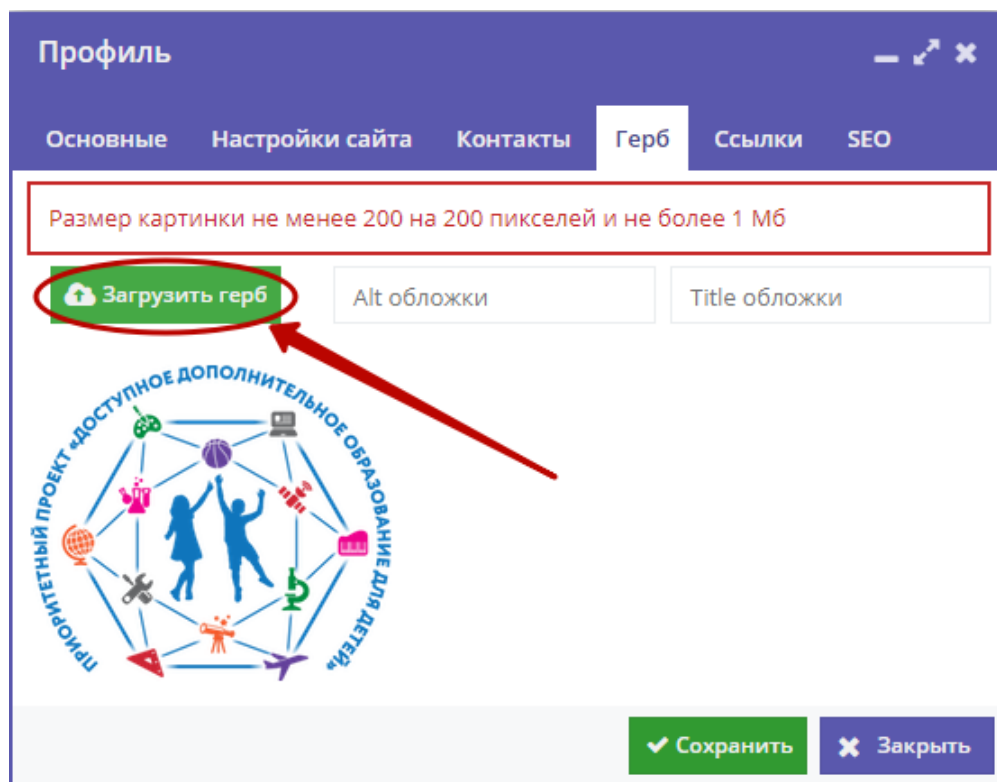 Профиль
Основные Настройки сайта Контакты Герб Ссылки SEO
Размер картинки не менее 200 на 200 пикселей и не более 1 Мб
Загрузить герб Alt обложки Title обложки
ПРИОРИТЕТНЫЙ ПРОЕКТ «ДОСТУПНОЕ ДОПОЛНИТЕЛЬНОЕ ОБРАЗОВАНИЕ ДЛЯ ДЕТЕЙ»
Сохранить Закрыть